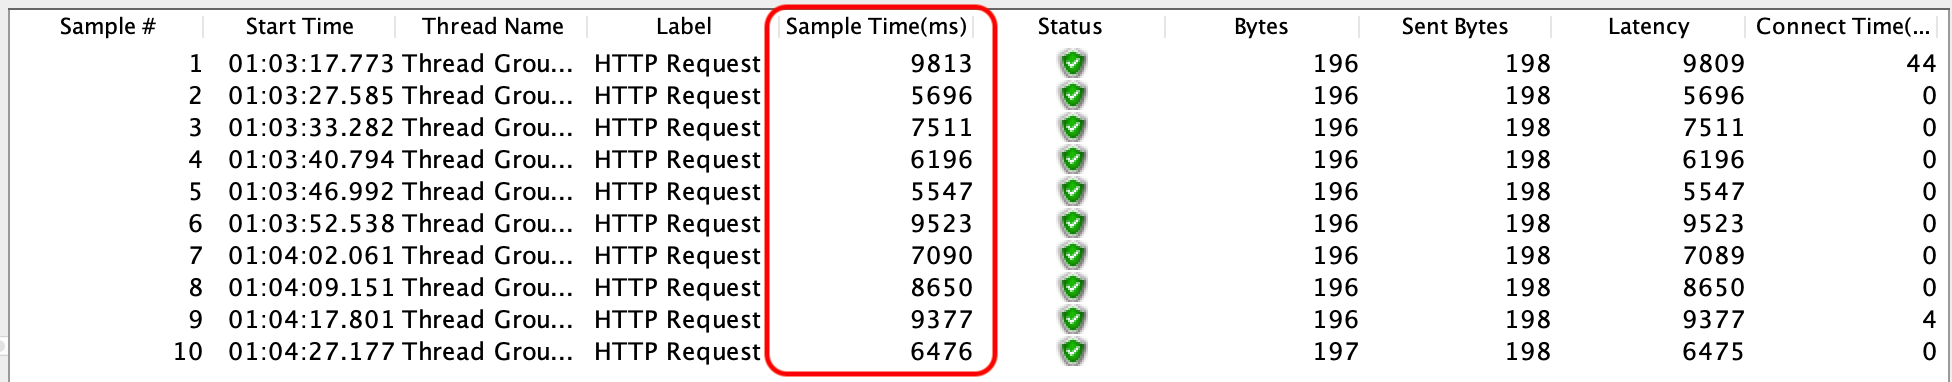 Sample # Start Time Thread Name Label Sample Time(ms) Status Bytes Sent Bytes Latency Connect Time(...
1 01:03:17.773 Thread Grou... HTTP Request 9813 196 198 9809 44
2 01:03:27.585 Thread Grou... HTTP Request 5696 196 198 5696 0
3 01:03:33.282 Thread Grou... HTTP Request 7511 196 198 7511 0
4 01:03:40.794 Thread Grou... HTTP Request 6196 196 198 6196 0
5 01:03:46.992 Thread Grou... HTTP Request 5547 196 198 5547 0
6 01:03:52.538 Thread Grou... HTTP Request 9523 196 198 9523 0
7 01:04:02.061 Thread Grou... HTTP Request 7090 196 198 7089 0
8 01:04:09.151 Thread Grou... HTTP Request 8650 196 198 8650 0
9 01:04:17.801 Thread Grou... HTTP Request 9377 196 198 9377 4
10 01:04:27.177 Thread Grou... HTTP Request 6476 197 198 6475 0